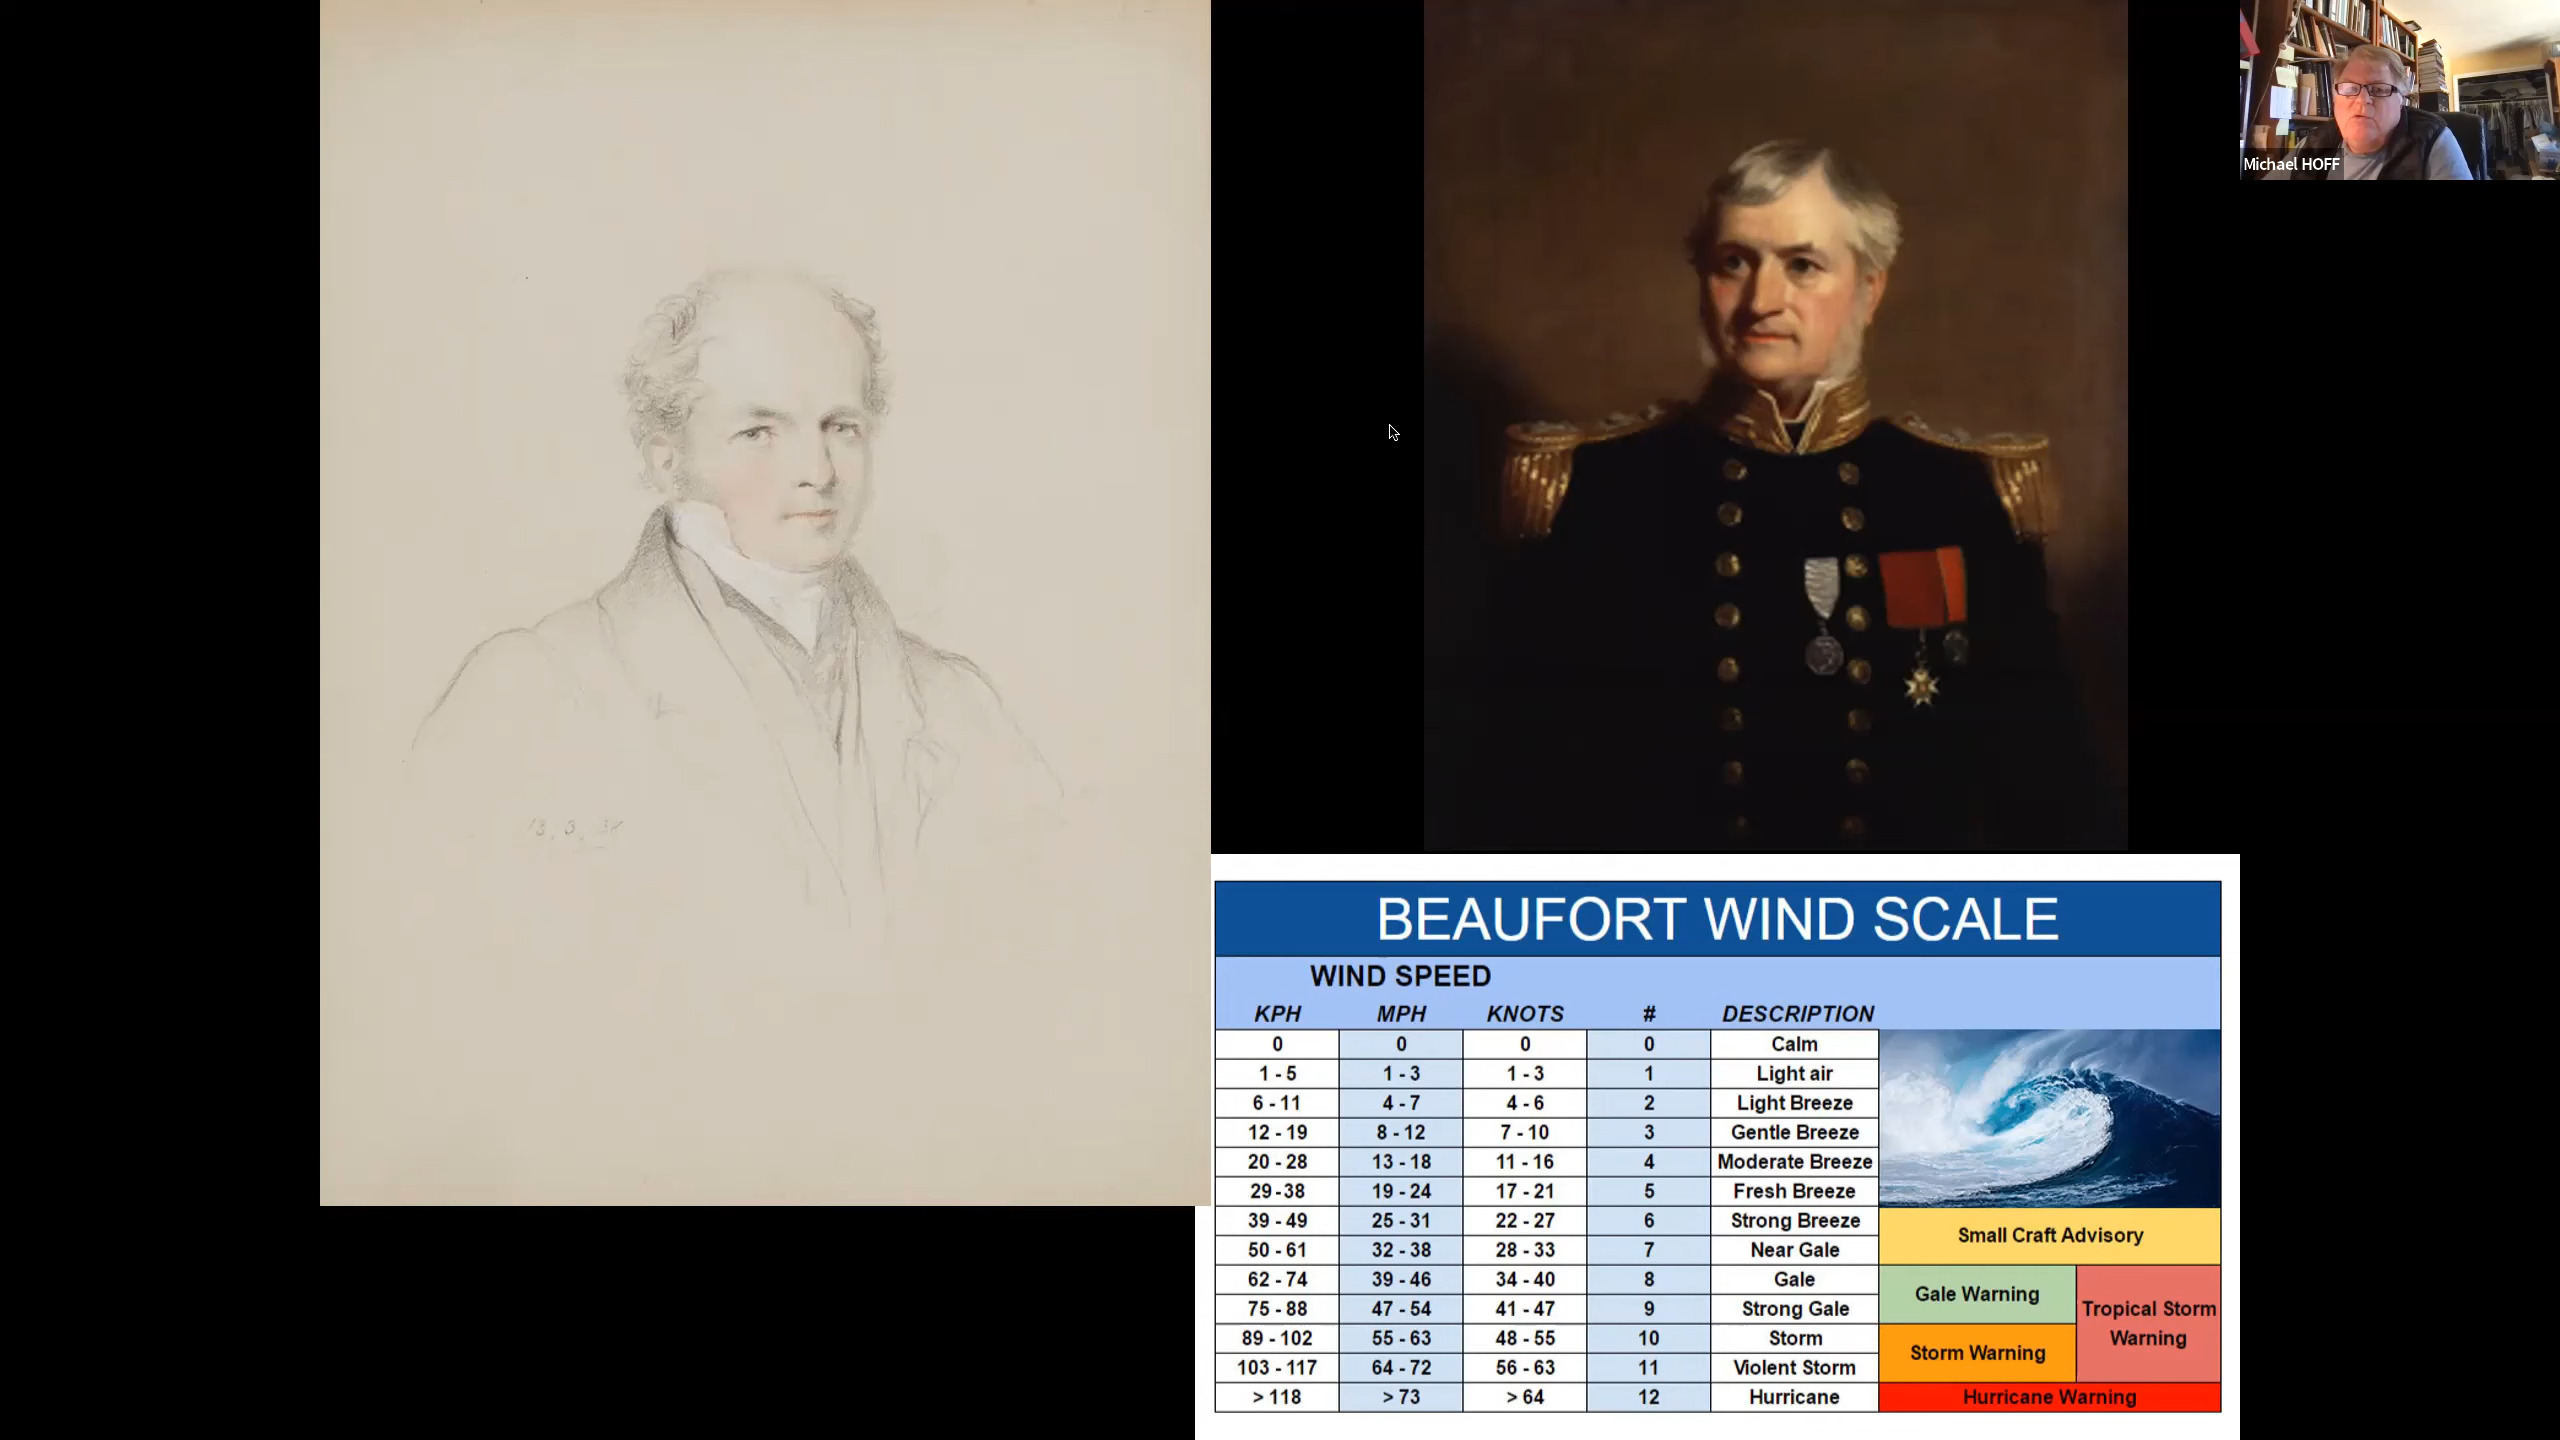 Michael HOFF
BEAUFORT WIND SCALE
WIND SPEED
KPH MPH KNOTS # DESCRIPTION
0 0 0 0 Calm
1 - 5 1 - 3 1 - 3 1 Light air
6 - 11 4 - 7 4 - 6 2 Light Breeze
12 - 19 8 - 12 7 - 10 3 Gentle Breeze
20 - 28 13 - 18 11 - 16 4 Moderate Breeze
29 - 38 19 - 24 17 - 21 5 Fresh Breeze
39 - 49 25 - 31 22 - 27 6 Strong Breeze
Small Craft Advisory
50 - 61 32 - 38 28 - 33 7 Near Gale
62 - 74 39 - 46 34 - 40 8 Gale
Gale Warning
75 - 88 47 - 54 41 - 47 9 Strong Gale
Tropical Storm
Warning
89 - 102 55 - 63 48 - 55 10 Storm
Storm Warning
103 - 117 64 - 72 56 - 63 11 Violent Storm
> 118 > 73 > 64 12 Hurricane Hurricane Warning